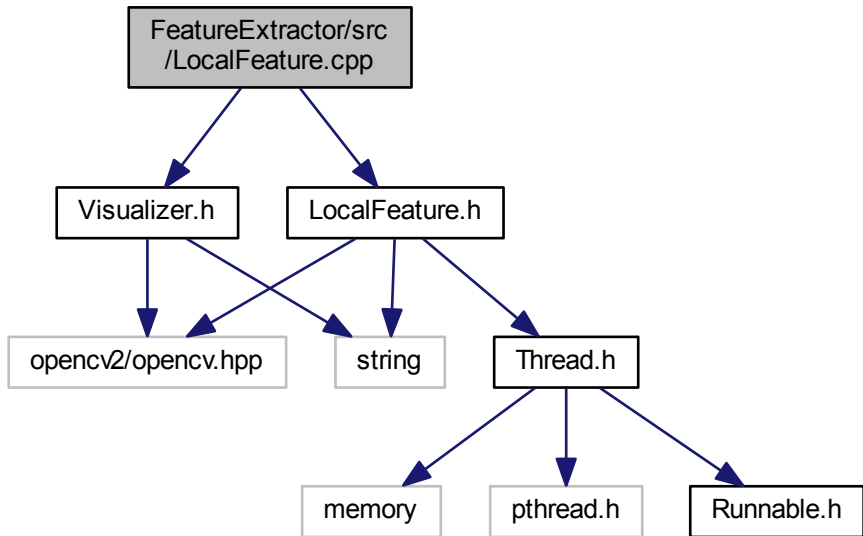 FeatureExtractor/src
/LocalFeature.cpp
Visualizer.h
LocalFeature.h
opencv2/opencv.hpp
string
Thread.h
memory
pthread.h
Runnable.h